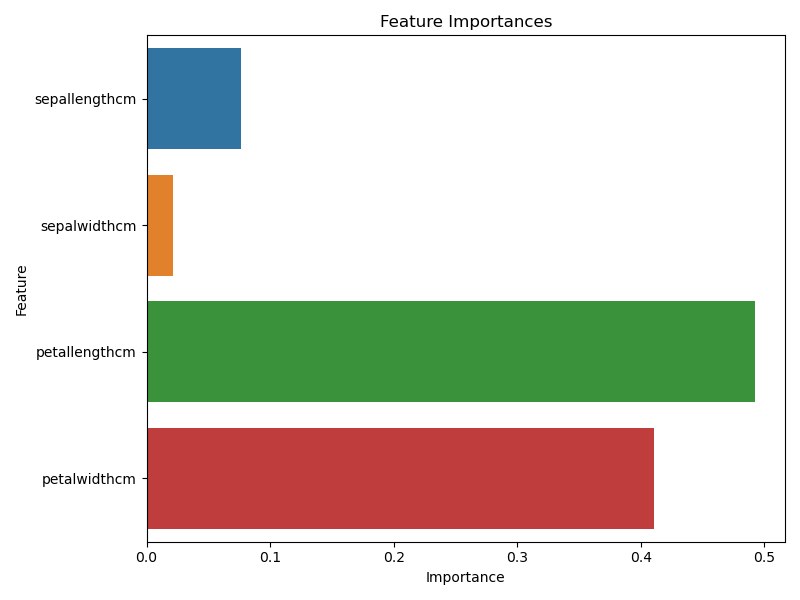 Feature Importances
sepallengthcm
sepalwidthcm
petallengthcm
petalwidthcm
Feature
0.0
0.1
0.2
0.3
0.4
0.5
Importance